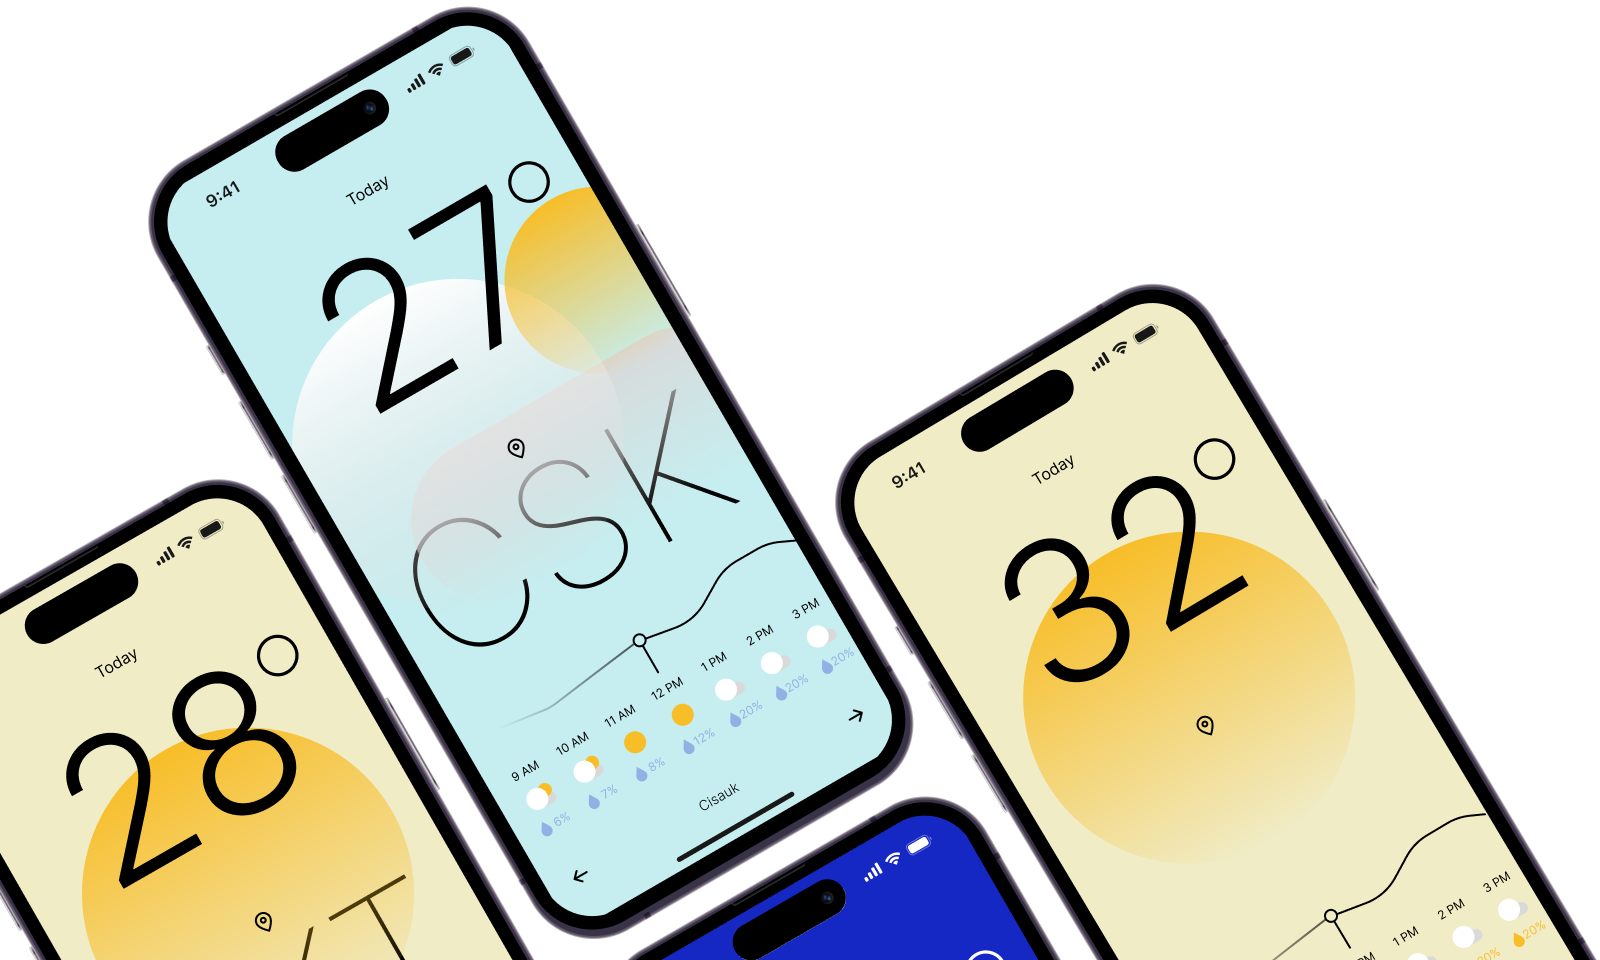 9:41
Today
27°
CSK
9 AM
10 AM
11 AM
12 PM
1 PM
2 PM
3 PM
6%
7%
8%
12%
20%
20%
20%
Cisauk
Today
28°
9:41
Today
32°
1 PM
2 PM
3 PM
20%
20%